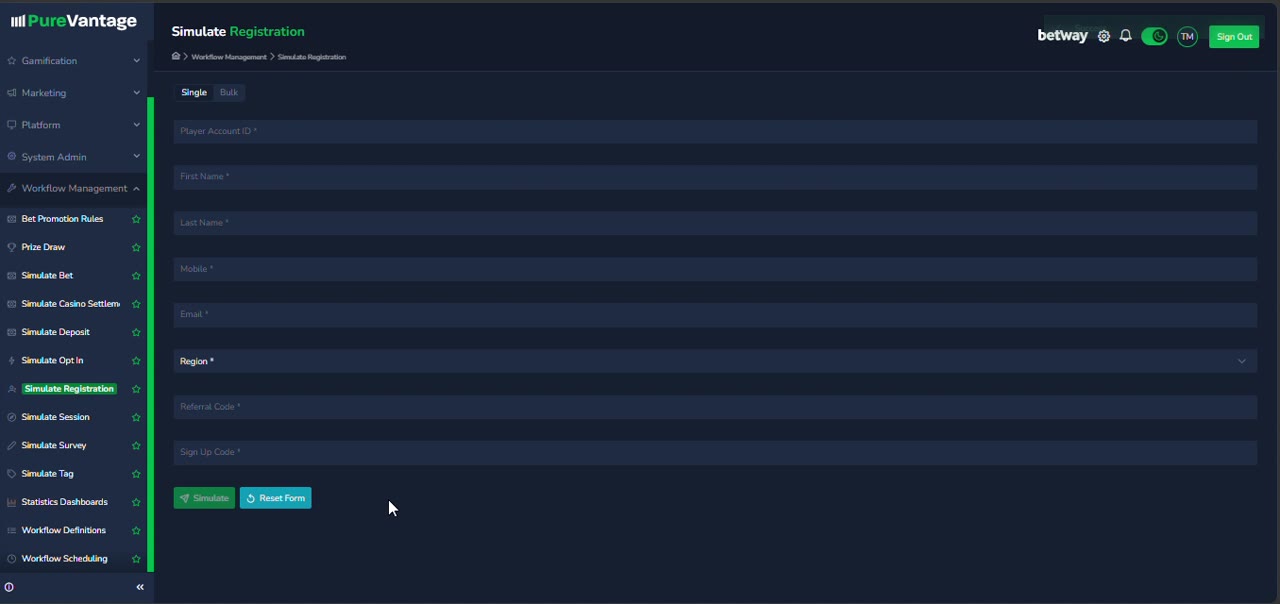 PureVantage
Gamification
Marketing
Platform
System Admin
Workflow Management
Bet Promotion Rules
Prize Draw
Simulate Bet
Simulate Casino Settlem
Simulate Deposit
Simulate Opt In
Simulate Registration
Simulate Session
Simulate Survey
Simulate Tag
Statistics Dashboards
Workflow Definitions
Workflow Scheduling
Simulate Registration
betway
TM
Sign Out
Workflow Management
Simulate Registration
Single
Bulk
Player Account ID *
First Name *
Last Name *
Mobile *
Email *
Region *
Referral Code *
Sign Up Code *
Simulate
Reset Form